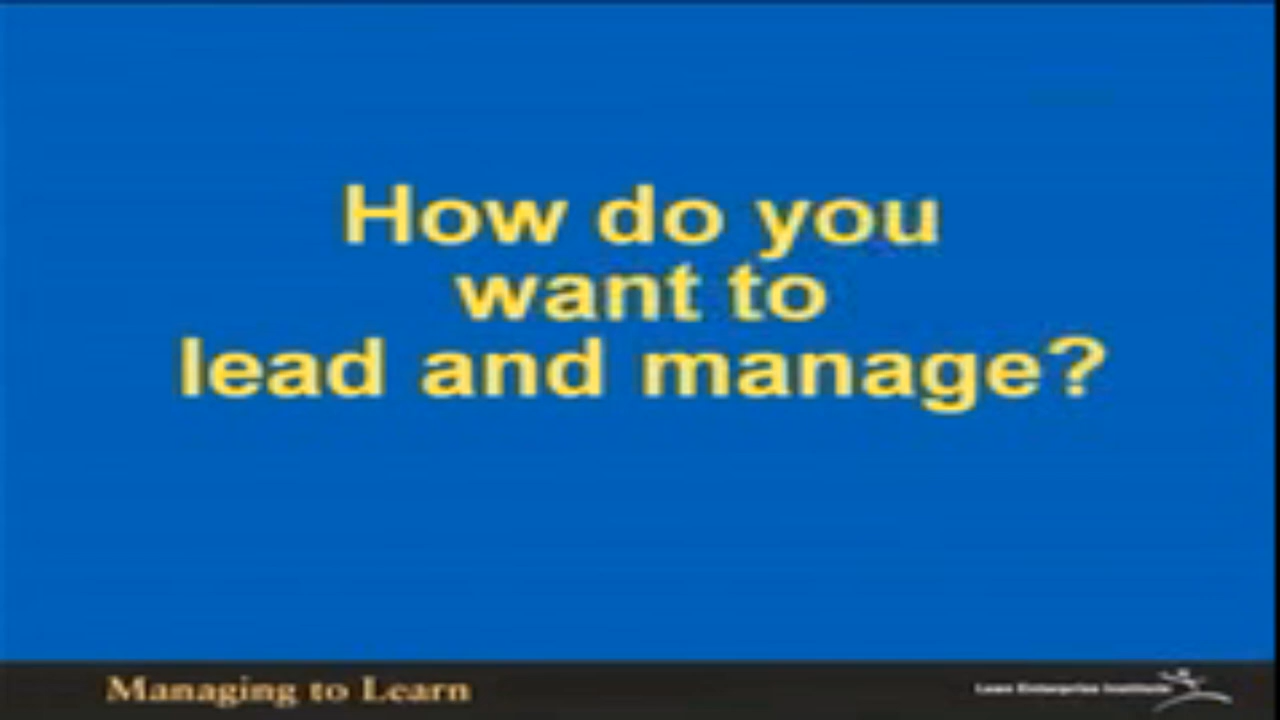 How do you
want to
lead and manage?
Managing to Learn
Lean Enterprise Institute